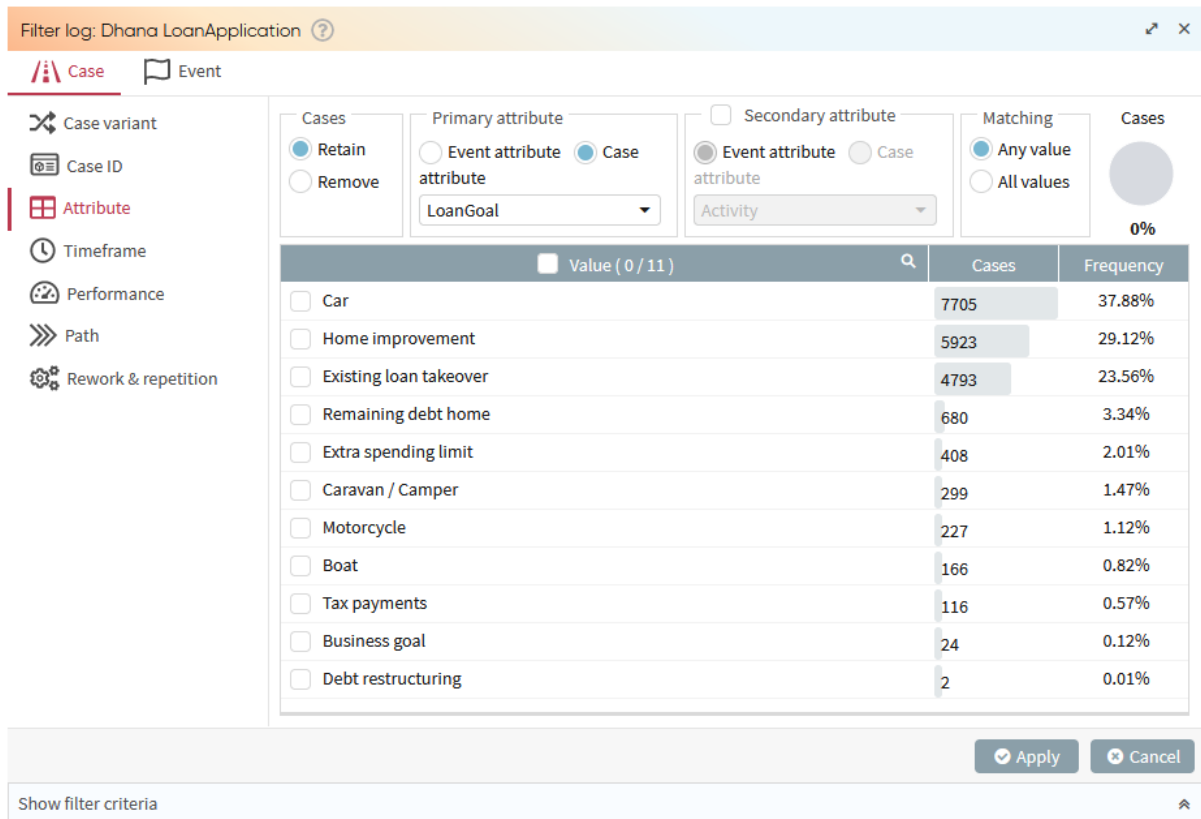 Filter log: Dhana LoanApplication ?
Case Event
Case variant
Case ID
Attribute
Timeframe
Performance
Path
Rework & repetition
Cases
Retain
Remove
Primary attribute
Event attribute Case
attribute
LoanGoal
Secondary attribute
Event attribute Case
attribute
Activity
Matching
Any value
All values
Cases
0%
Value ( 0 / 11 ) Cases Frequency
Car 7705 37.88%
Home improvement 5923 29.12%
Existing loan takeover 4793 23.56%
Remaining debt home 680 3.34%
Extra spending limit 408 2.01%
Caravan / Camper 299 1.47%
Motorcycle 227 1.12%
Boat 166 0.82%
Tax payments 116 0.57%
Business goal 24 0.12%
Debt restructuring 2 0.01%
Apply Cancel
Show filter criteria